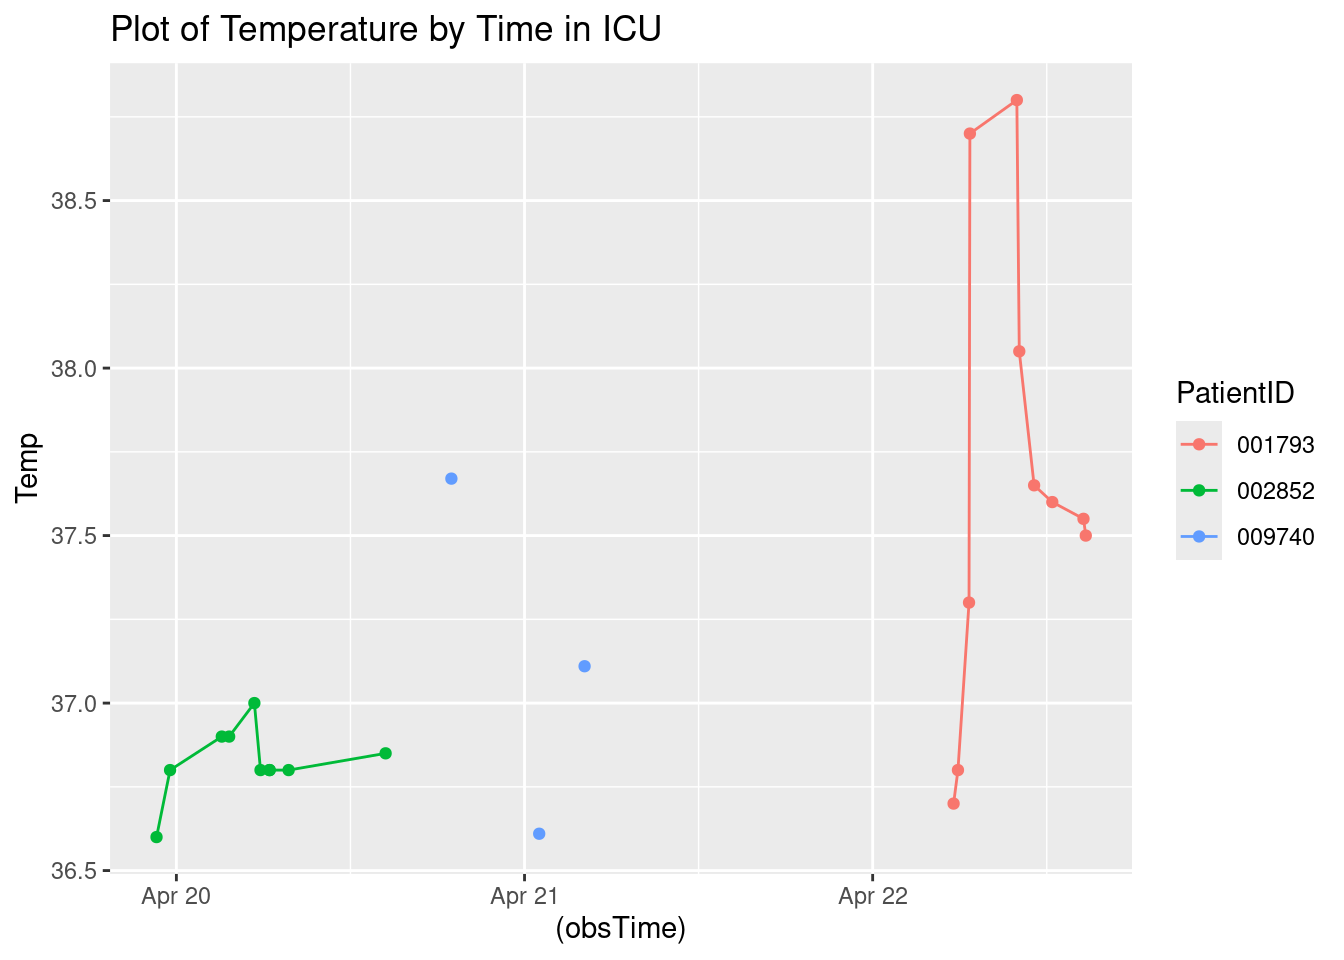 Plot of Temperature by Time in ICU
Temp
38.5
38.0
37.5
37.0
36.5
Apr 20
Apr 21
Apr 22
(obsTime)
PatientID
001793
002852
009740